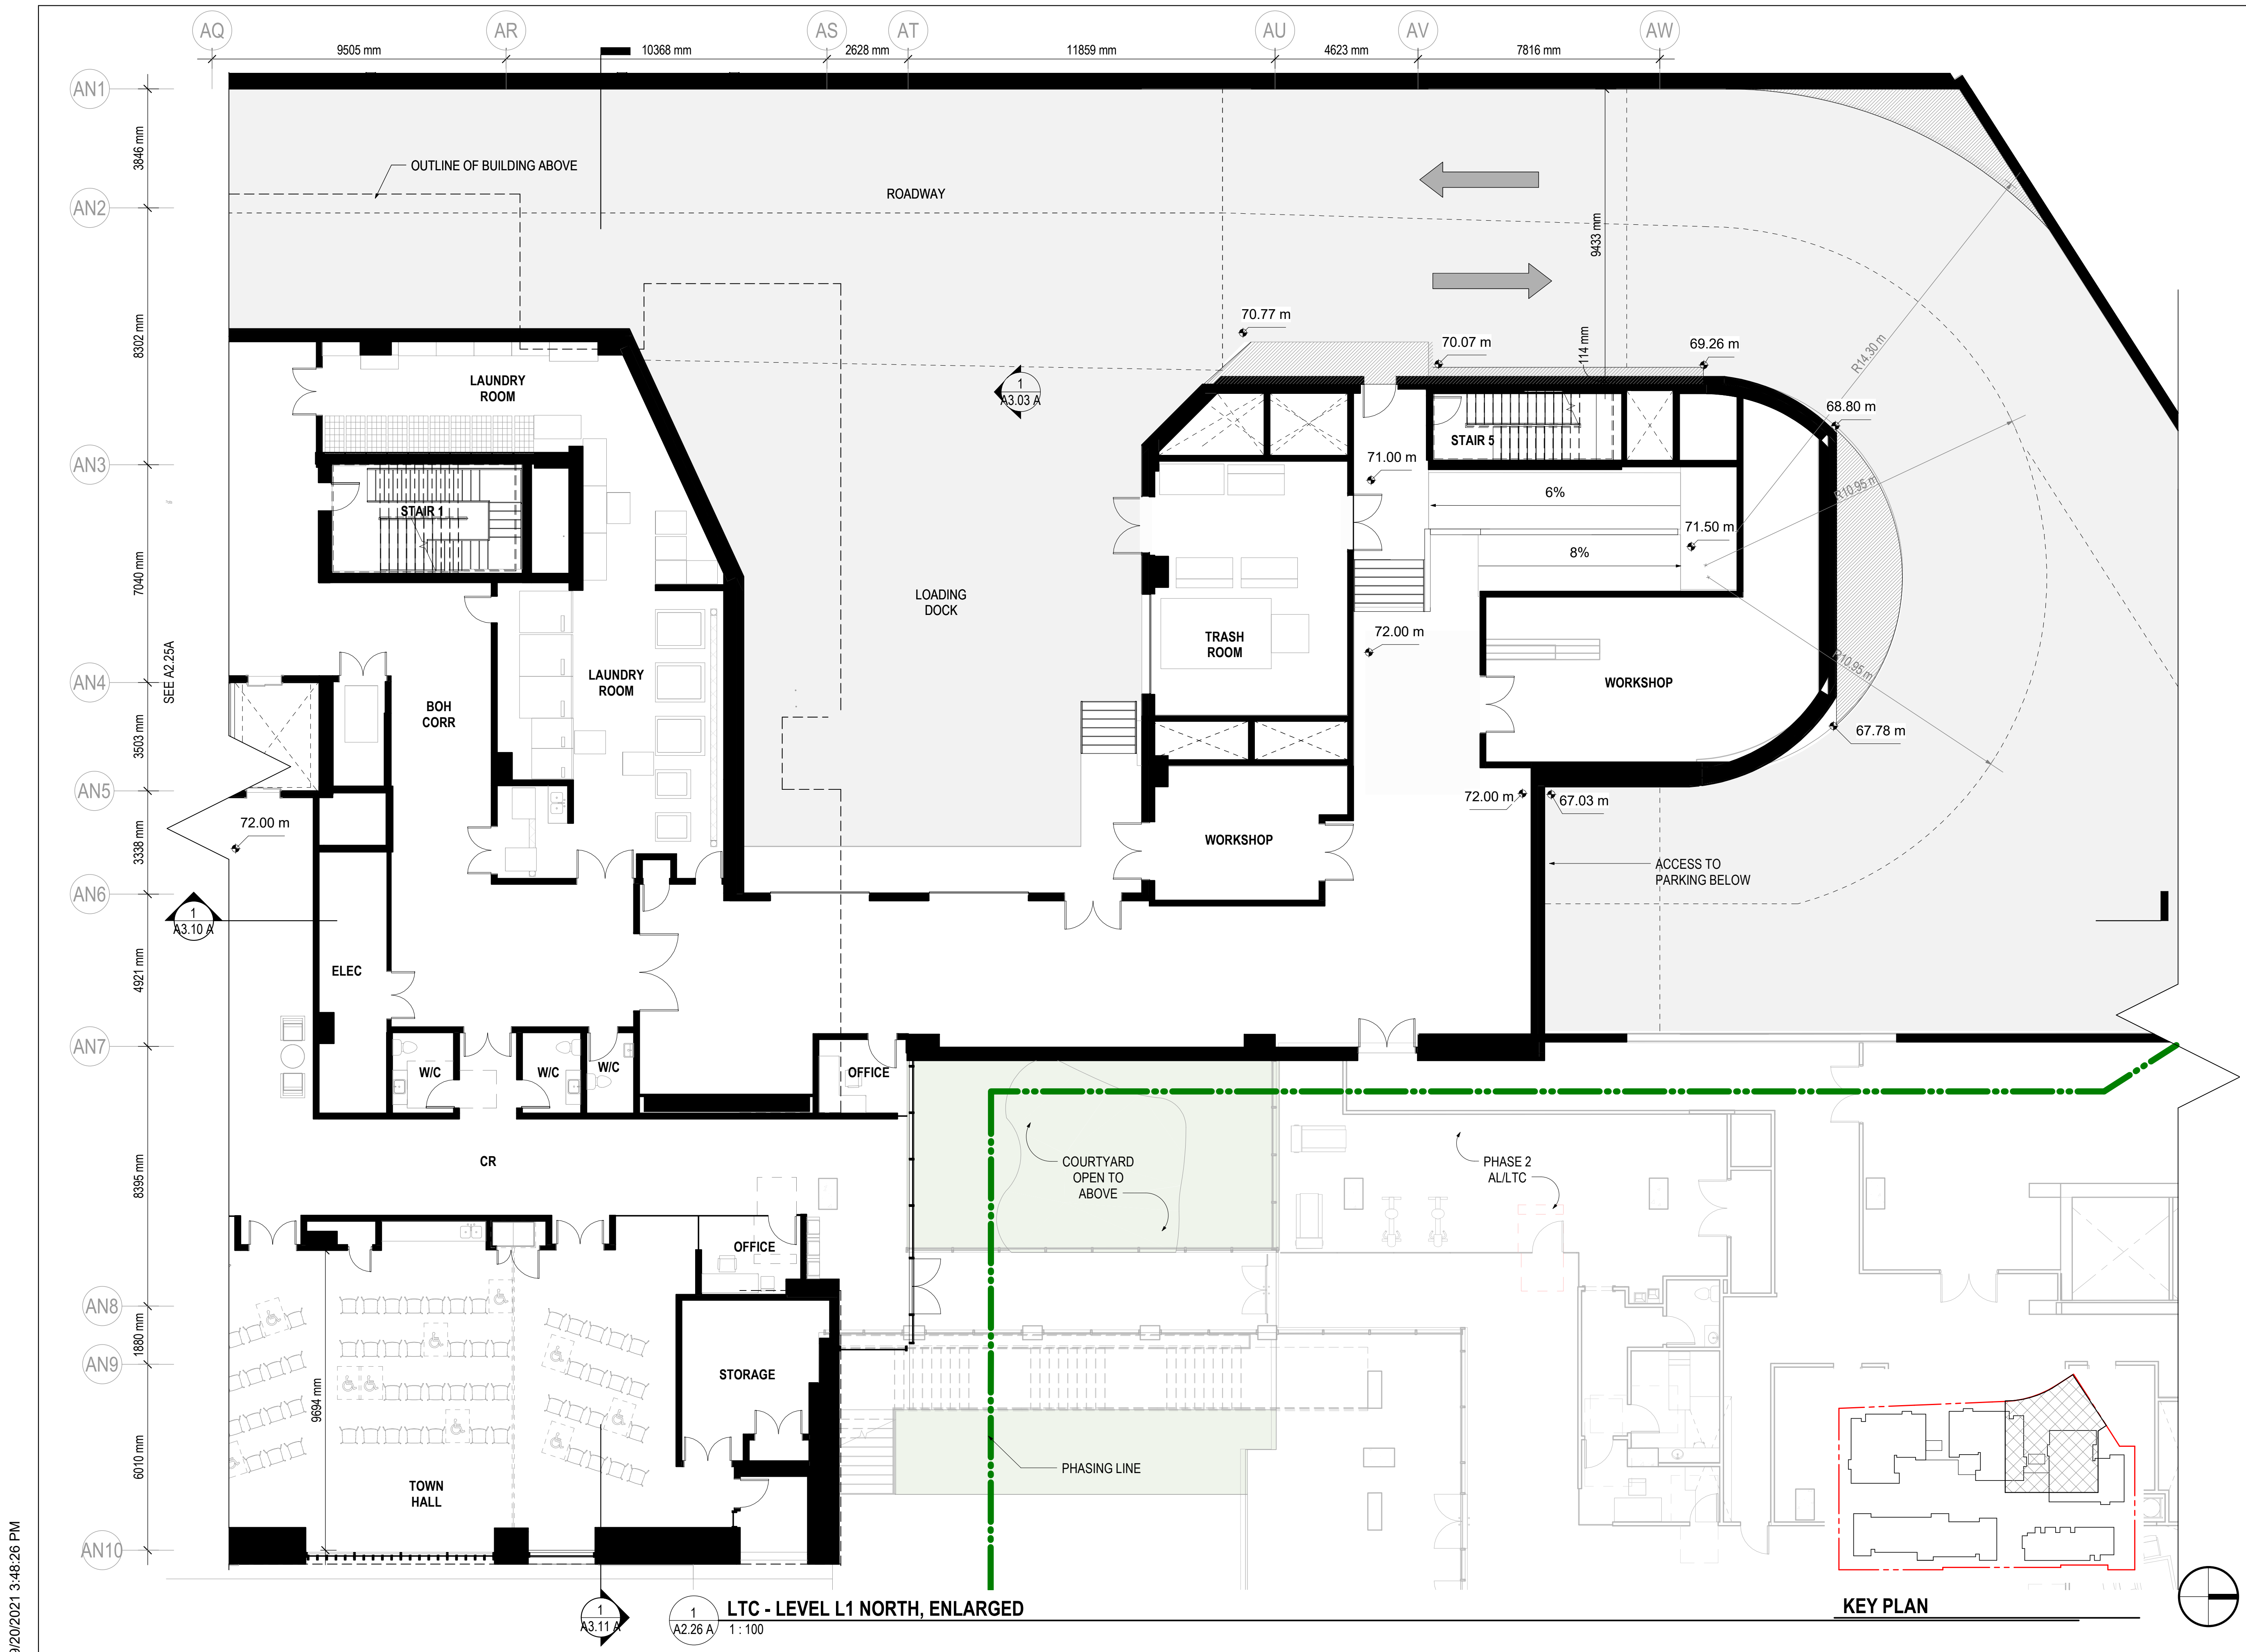 AQ
AR
AS
AT
AU
AV
AW
9505 mm
10368 mm
2628 mm
11859 mm
4623 mm
7816 mm
AN1
AN2
AN3
AN4
AN5
AN6
AN7
AN8
AN9
AN10
3846 mm
8302 mm
7040 mm
3503 mm
3338 mm
4921 mm
8395 mm
1880 mm
6010 mm
SEE A2.25A
OUTLINE OF BUILDING ABOVE
ROADWAY
9433 mm
114 mm
R14.30 m
R10.95 m
R10.95 m
70.77 m
70.07 m
69.26 m
68.80 m
1
A3.03 A
LAUNDRY
ROOM
STAIR 5
71.00 m
6%
71.50 m
8%
STAIR 1
LOADING
DOCK
TRASH
ROOM
72.00 m
LAUNDRY
ROOM
WORKSHOP
BOH
CORR
67.78 m
72.00 m
67.03 m
72.00 m
WORKSHOP
ACCESS TO
PARKING BELOW
1
A3.10 A
ELEC
W/C
W/C
W/C
OFFICE
CR
COURTYARD
OPEN TO
ABOVE
PHASE 2
AL/LTC
OFFICE
STORAGE
9694 mm
TOWN
HALL
PHASING LINE
1
A3.11 A
1
A2.26 A
LTC - LEVEL L1 NORTH, ENLARGED
1 : 100
KEY PLAN
9/20/2021 3:48:26 PM